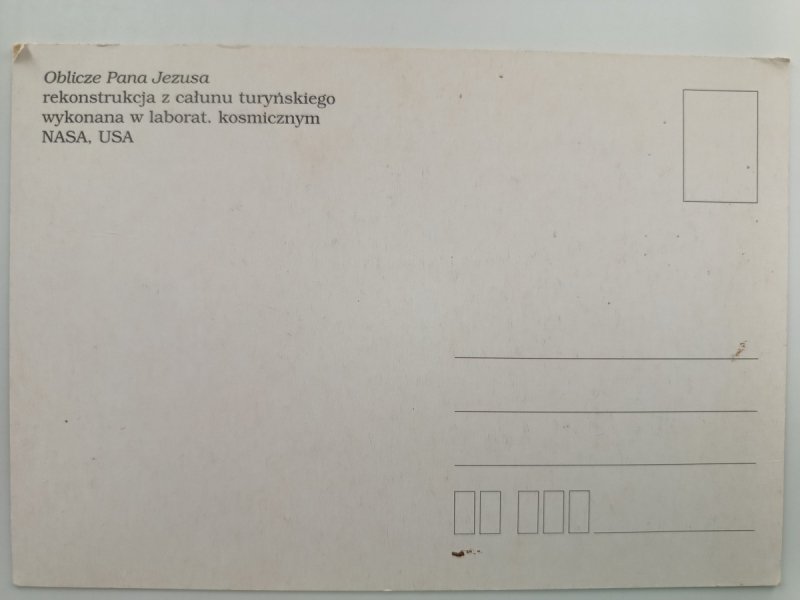 Oblicze Pana Jezusa
rekonstrukcja z całunu turyńskiego
wykonana w laborat. kosmicznym
NASA, USA